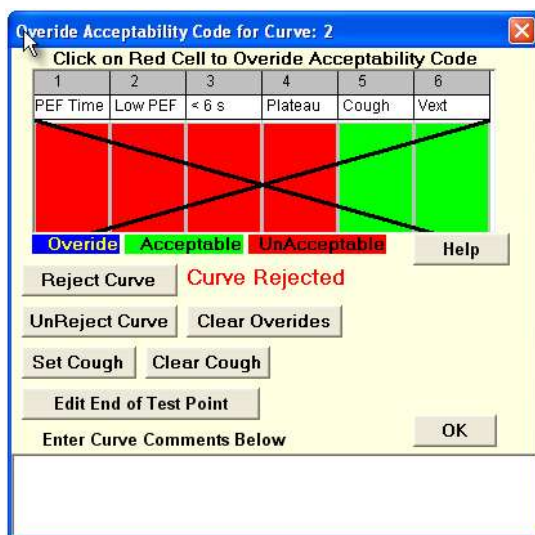 Overide Acceptability Code for Curve: 2
Click on Red Cell to Overide Acceptability Code
1 2 3 4 5 6
PEF Time Low PEF < 6 s Plateau Cough Vext
Overide Acceptable UnAcceptable Help
Reject Curve Curve Rejected
UnReject Curve Clear Overides
Set Cough Clear Cough
Edit End of Test Point
Enter Curve Comments Below OK